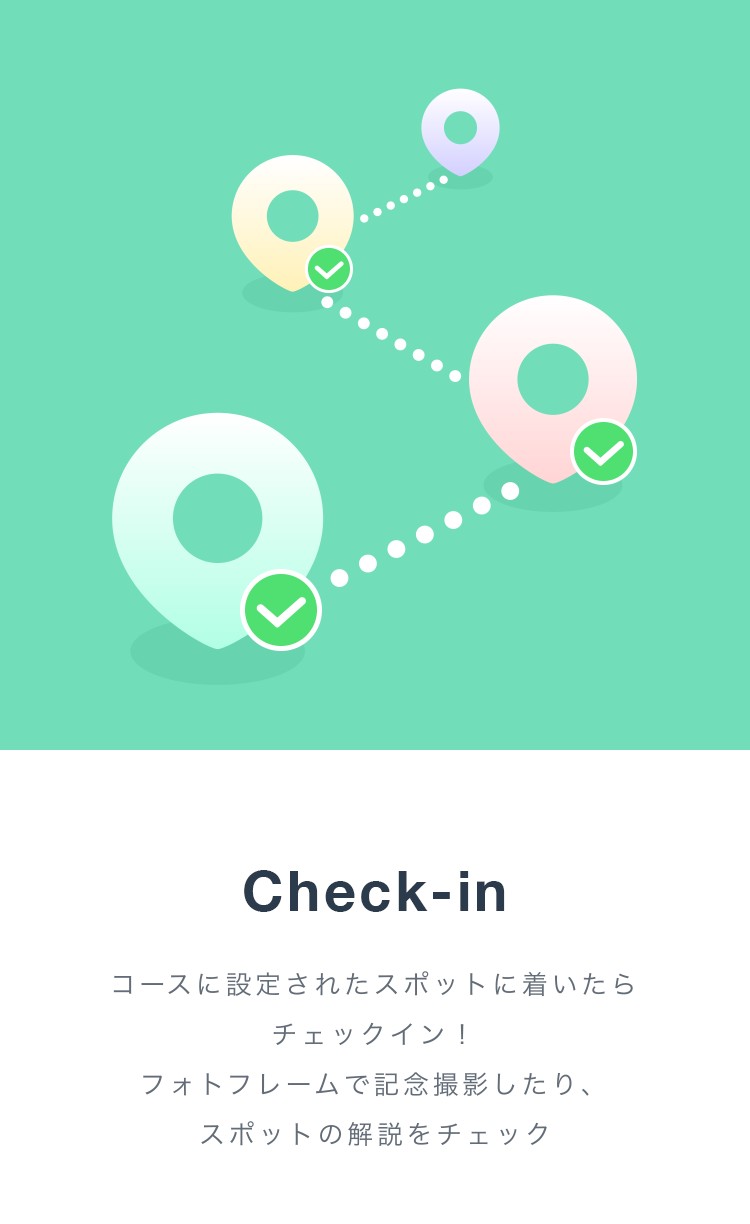 Check-in
コースに設定されたスポットに着いたら
チェックイン！
フォトフレームで記念撮影したり、
スポットの解説をチェック